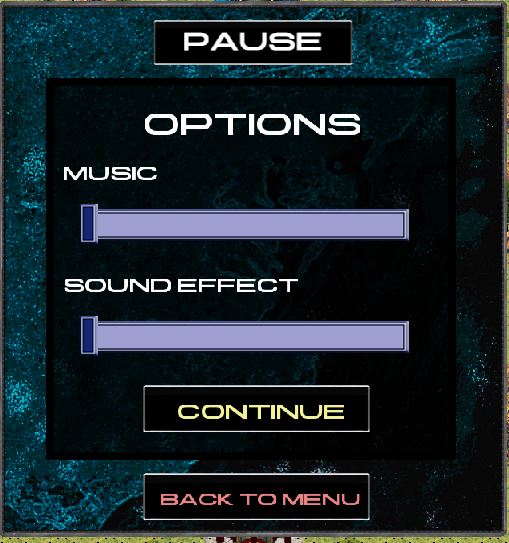 PAUSE
OPTIONS
MUSIC
SOUND EFFECT
CONTINUE
BACK TO MENU